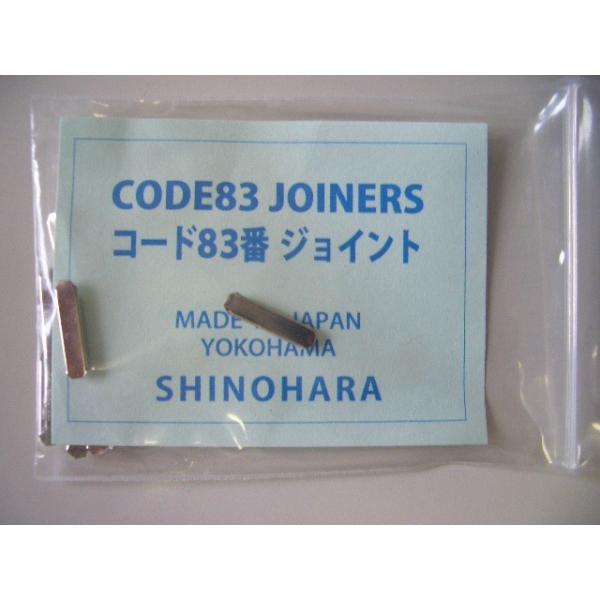 CODE83 JOINERS
コード83番 ジョイント
MADE JAPAN
YOKOHAMA
SHINOHARA